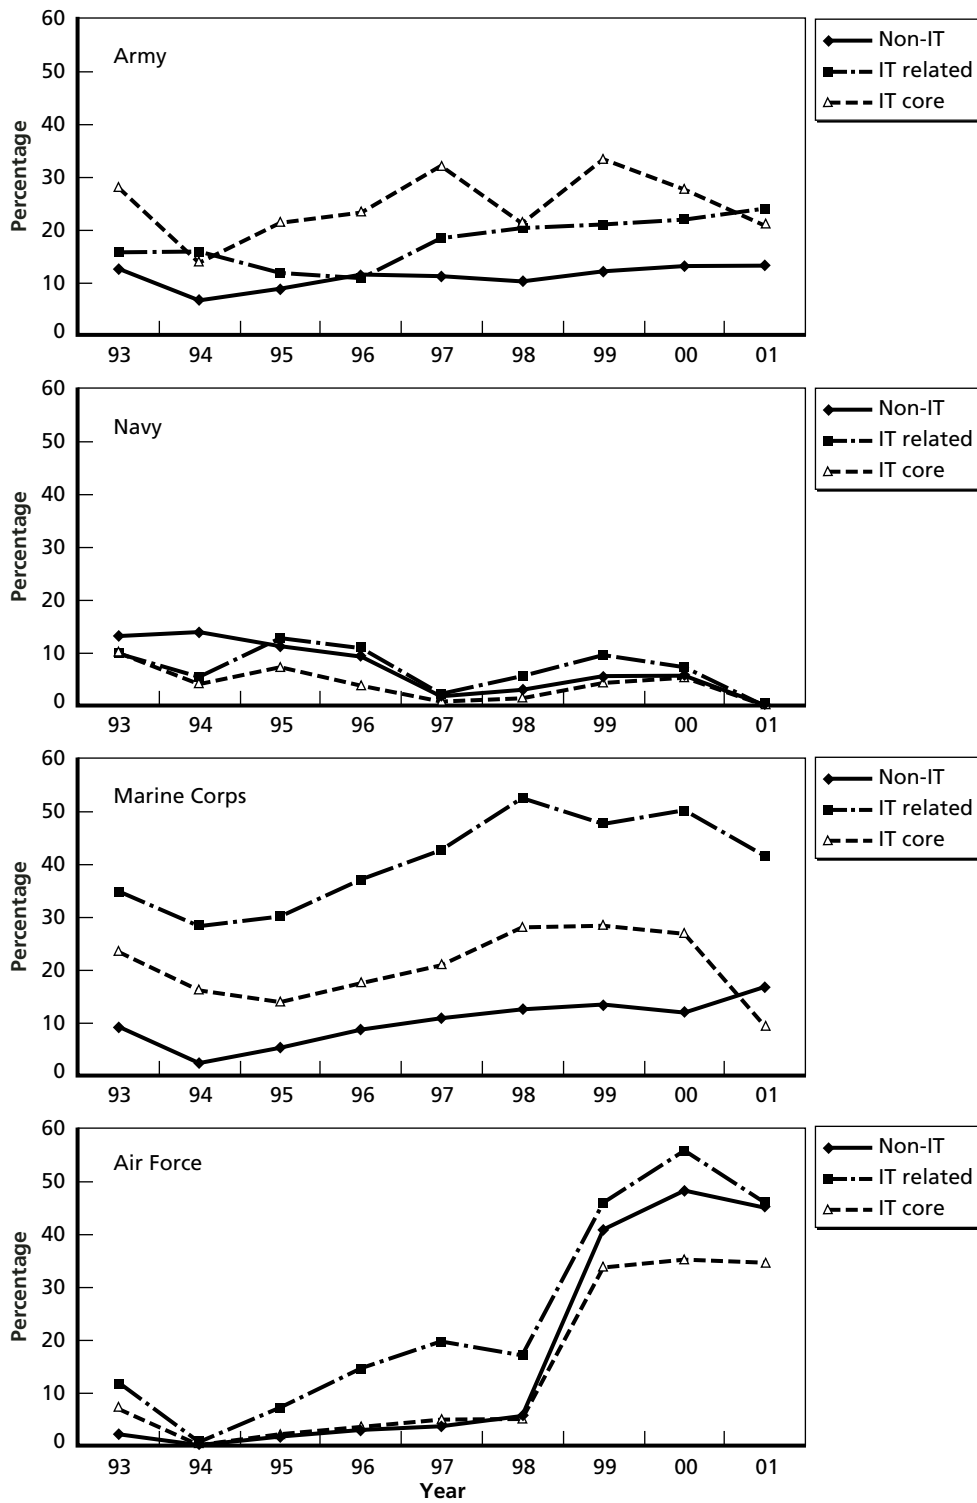 60
50
40
30
20
10
0
Percentage
Army
93 94 95 96 97 98 99 00 01
Non-IT
IT related
IT core
60
50
40
30
20
10
0
Percentage
Navy
93 94 95 96 97 98 99 00 01
Non-IT
IT related
IT core
60
50
40
30
20
10
0
Percentage
Marine Corps
93 94 95 96 97 98 99 00 01
Non-IT
IT related
IT core
60
50
40
30
20
10
0
Percentage
Air Force
93 94 95 96 97 98 99 00 01
Year
Non-IT
IT related
IT core